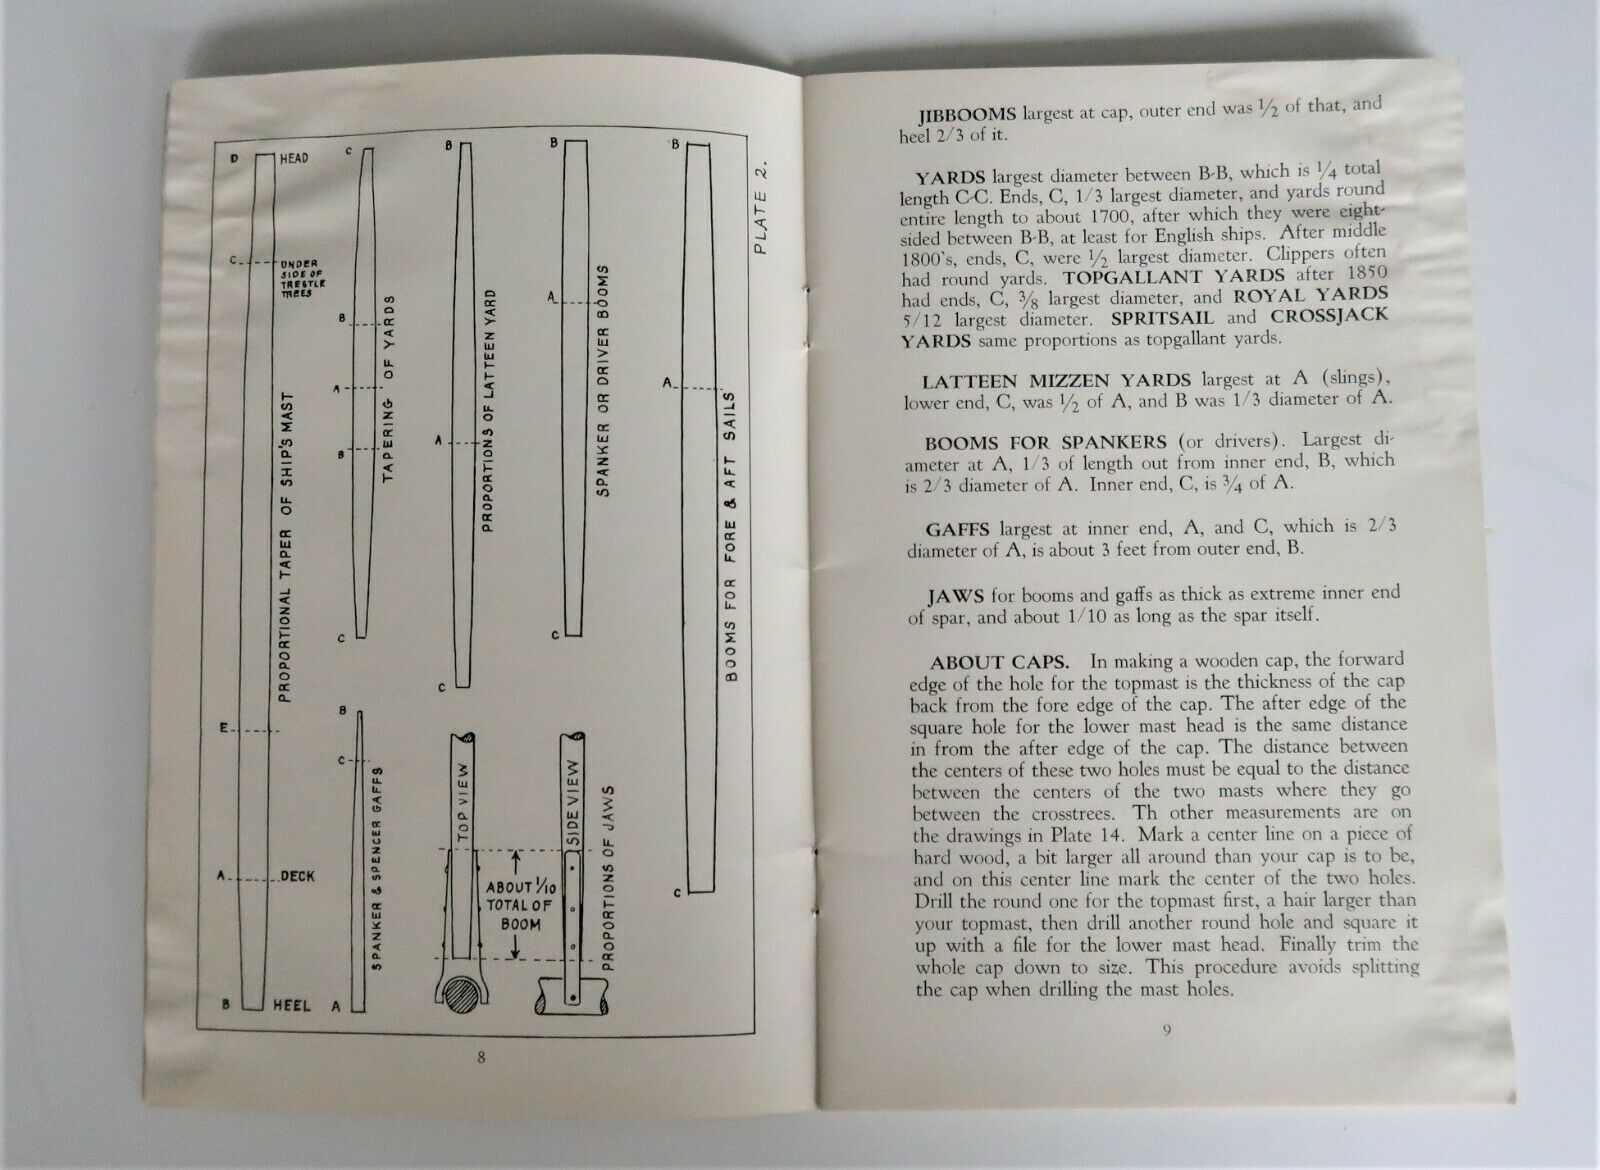 D
HEAD
C
UNDER
SIDE OF
TRESTLE
TREES
PROPORTIONAL TAPER OF SHIP'S MAST
E
A
DECK
B
HEEL
C
B
A
B
TAPERING OF YARDS
C
B
C
SPANKER & SPENCER GAFFS
A
B
A
PROPORTIONS OF LATTEEN YARD
C
TOP VIEW
B
A
SPANKER OR DRIVER BOOMS
C
SIDE VIEW
ABOUT 1/10
TOTAL OF
BOOM
PROPORTIONS OF JAWS
B
A
BOOMS FOR FORE & AFT SAILS
C
PLATE 2.
8
JIBBOOMS largest at cap, outer end was 1/2 of that, and
heel 2/3 of it.
YARDS largest diameter between B-B, which is 1/4 total
length C-C. Ends, C, 1/3 largest diameter, and yards round
entire length to about 1700, after which they were eight-
sided between B-B, at least for English ships. After middle
1800's, ends, C, were 1/2 largest diameter. Clippers often
had round yards. TOPGALLANT YARDS after 1850
had ends, C, 3/8 largest diameter, and ROYAL YARDS
5/12 largest diameter. SPRITSAIL and CROSSJACK
YARDS same proportions as topgallant yards.
LATTEEN MIZZEN YARDS largest at A (slings),
lower end, C, was 1/2 of A, and B was 1/3 diameter of A.
BOOMS FOR SPANKERS (or drivers). Largest di-
ameter at A, 1/3 of length out from inner end, B, which
is 2/3 diameter of A. Inner end, C, is 3/4 of A.
GAFFS largest at inner end, A, and C, which is 2/3
diameter of A, is about 3 feet from outer end, B.
JAWS for booms and gaffs as thick as extreme inner end
of spar, and about 1/10 as long as the spar itself.
ABOUT CAPS. In making a wooden cap, the forward
edge of the hole for the topmast is the thickness of the cap
back from the fore edge of the cap. The after edge of the
square hole for the lower mast head is the same distance
in from the after edge of the cap. The distance between
the centers of these two holes must be equal to the distance
between the centers of the two masts where they go
between the crosstrees. Th other measurements are on
the drawings in Plate 14. Mark a center line on a piece of
hard wood, a bit larger all around than your cap is to be,
and on this center line mark the center of the two holes.
Drill the round one for the topmast first, a hair larger than
your topmast, then drill another round hole and square it
up with a file for the lower mast head. Finally trim the
whole cap down to size. This procedure avoids splitting
the cap when drilling the mast holes.
9